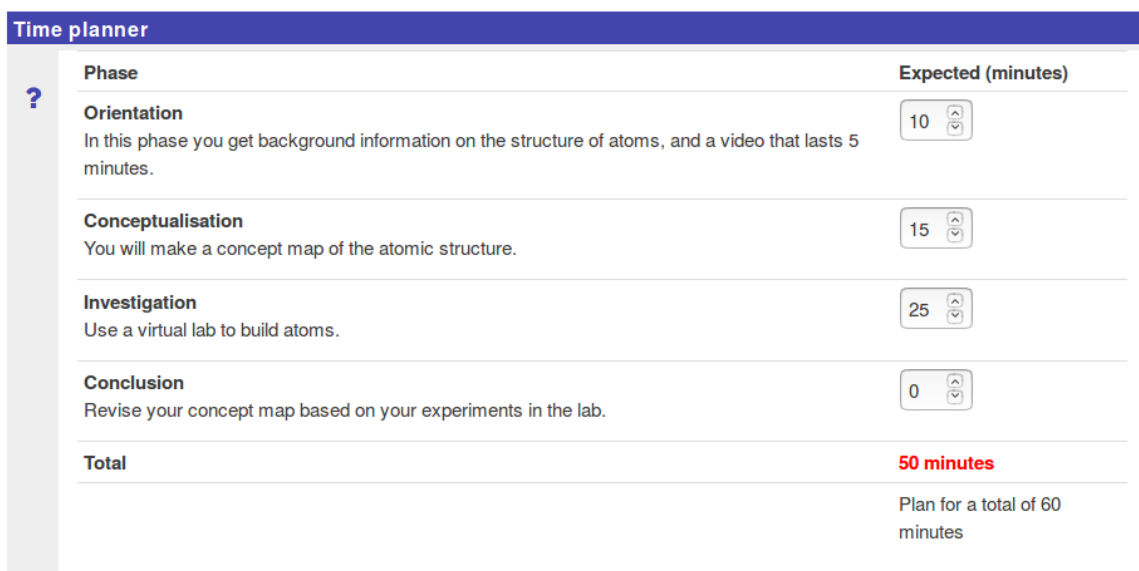 Time planner
Phase Expected (minutes)
?
Orientation
10
In this phase you get background information on the structure of atoms, and a video that lasts 5
minutes.
Conceptualisation
15
You will make a concept map of the atomic structure.
Investigation
25
Use a virtual lab to build atoms.
Conclusion
0
Revise your concept map based on your experiments in the lab.
Total 50 minutes
Plan for a total of 60
minutes